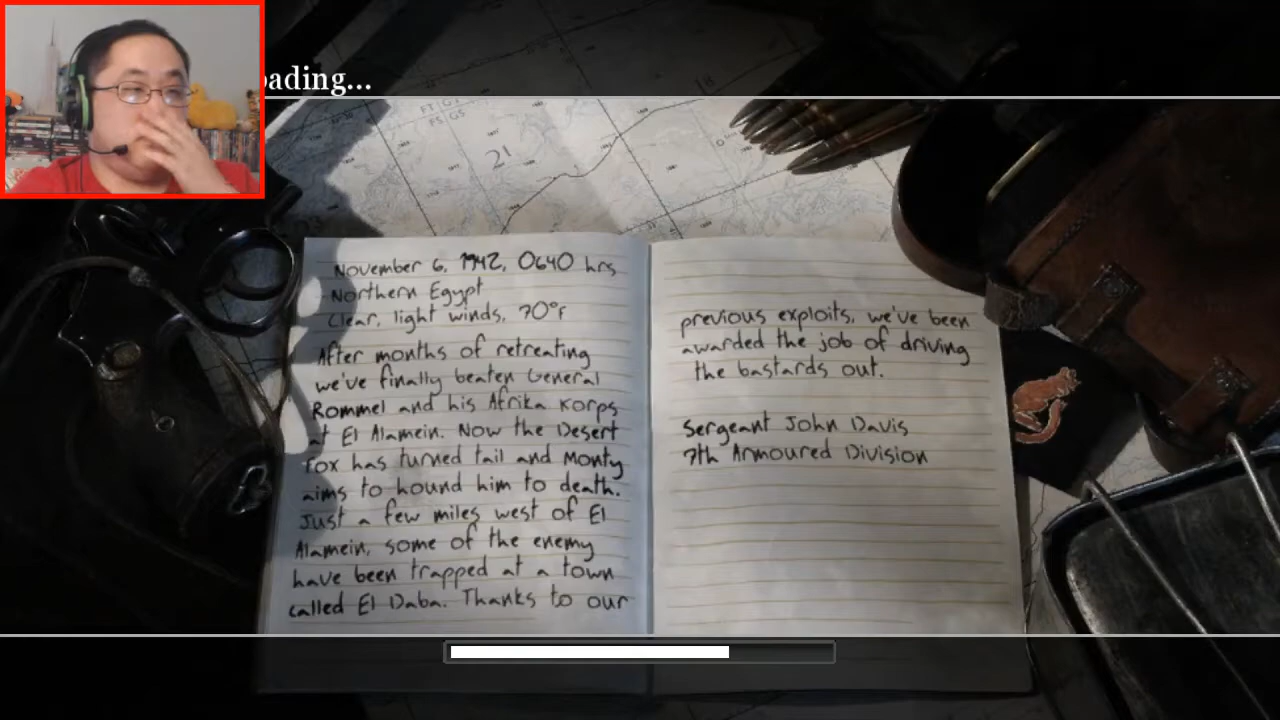 oading...
November 6, 1942, 0640 hrs
Northern Egypt
Clear, light winds, 70°F
After months of retreating
we've finally beaten General
Rommel and his Afrika Korps
at El Alamein. Now the Desert
Fox has turned tail and Monty
aims to hound him to death.
Just a few miles west of El
Alamein, some of the enemy
have been trapped at a town
called El Daba. Thanks to our
previous exploits, we've been
awarded the job of driving
the bastards out.
Sergeant John Davis
7th Armoured Division
21
18